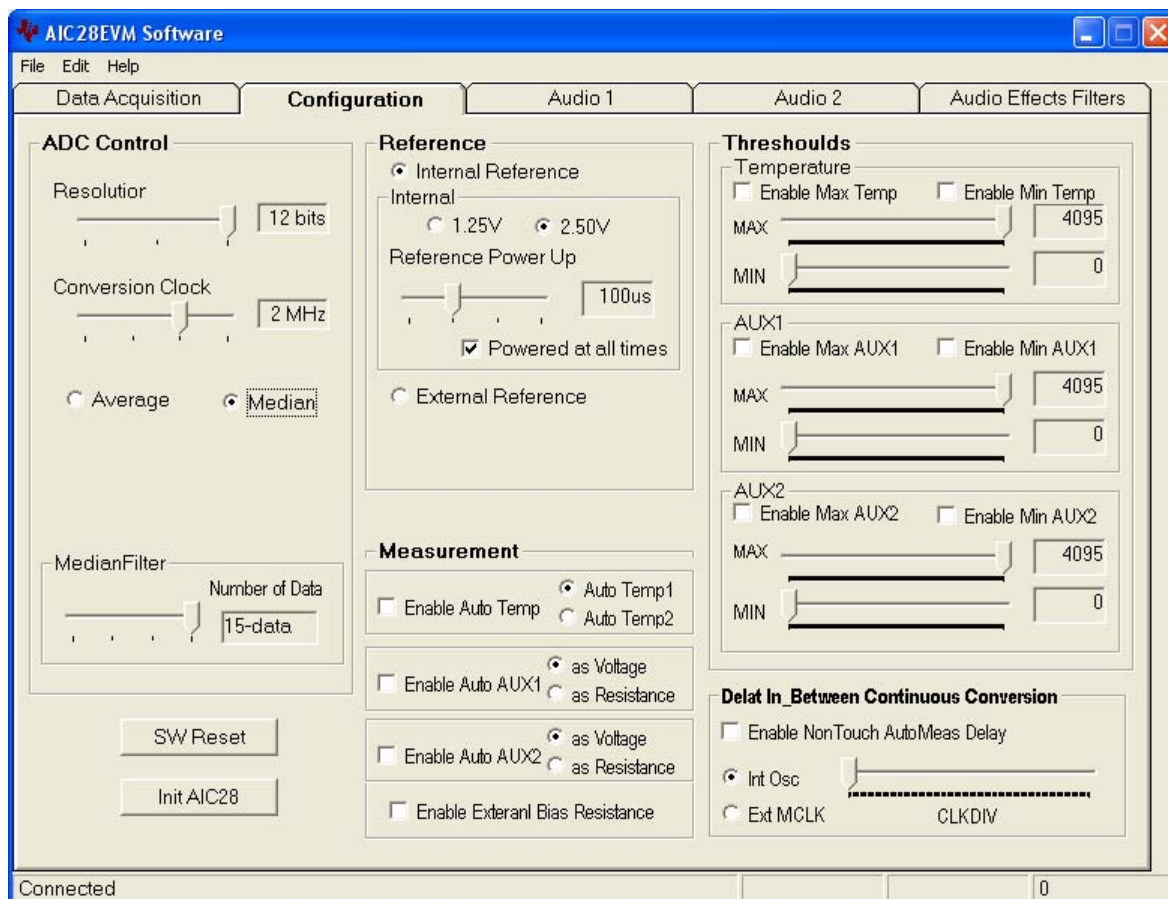 AIC28EVM Software
File Edit Help
Data Acquisition
Configuration
Audio 1
Audio 2
Audio Effects Filters
ADC Control
Resolutior
12 bits
Conversion Clock
2 MHz
Average
Median
MedianFilter
Number of Data
15-data
SW Reset
Init AIC28
Reference
Internal Reference
Internal
1.25V
2.50V
Reference Power Up
100us
Powered at all times
External Reference
Measurement
Enable Auto Temp
Auto Temp1
Auto Temp2
Enable Auto AUX1
as Voltage
as Resistance
Enable Auto AUX2
as Voltage
as Resistance
Enable Exteranl Bias Resistance
Threshoulds
Temperature
Enable Max Temp
Enable Min Temp
MAX
4095
MIN
0
AUX1
Enable Max AUX1
Enable Min AUX1
MAX
4095
MIN
0
AUX2
Enable Max AUX2
Enable Min AUX2
MAX
4095
MIN
0
Delat In_Between Continuous Conversion
Enable NonTouch AutoMeas Delay
Int Osc
Ext MCLK
CLKDIV
Connected
0